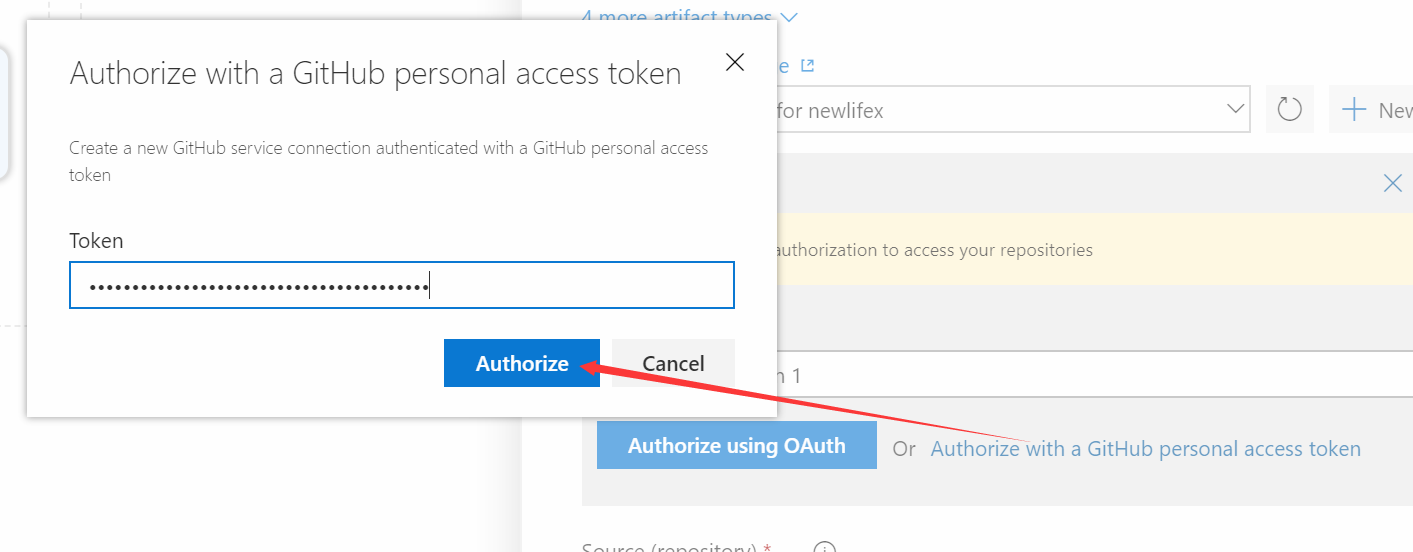 4 more artifact types
Authorize with a GitHub personal access token
Create a new GitHub service connection authenticated with a GitHub personal access
token
for newlifex
New
authorization to access your repositories
Token
Authorize
Cancel
1
Authorize using OAuth
Or
Authorize with a GitHub personal access token
Source (repository) *